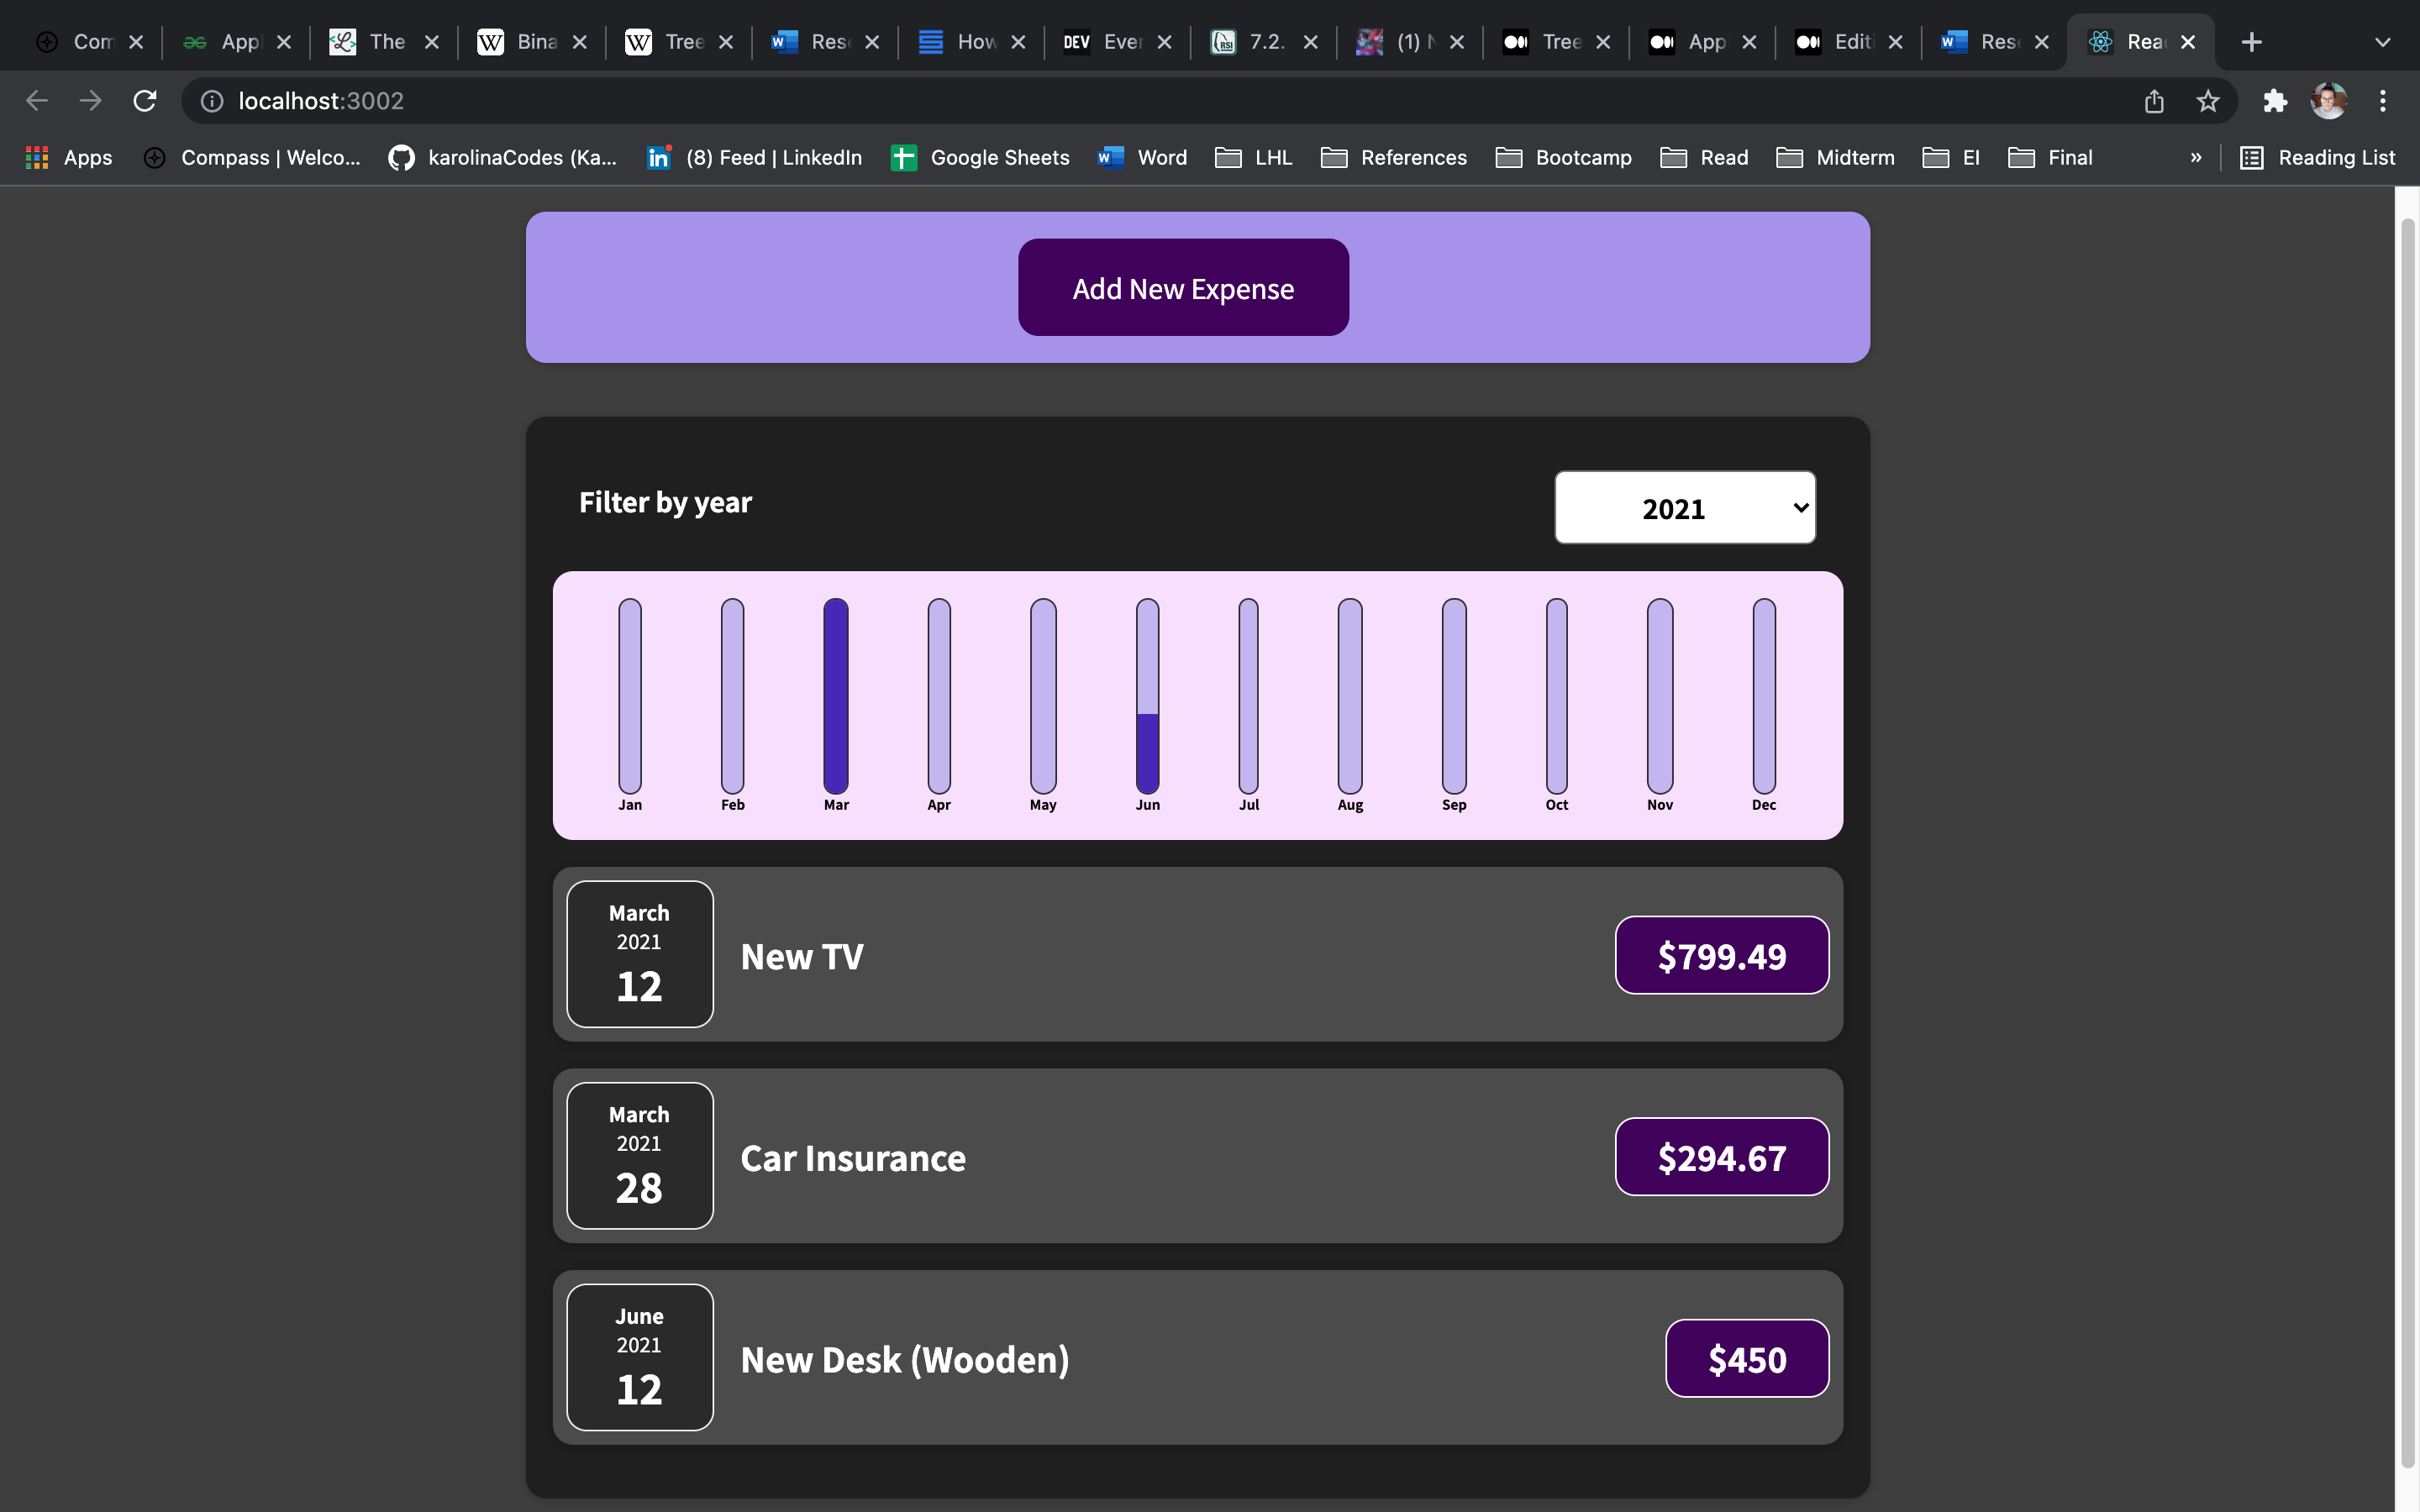 Com App The Bina Tree Res How DEV Ever RSI 7.2. (1) Tree App Edit Res Rea
localhost:3002
Apps Compass | Welco... karolinaCodes (Ka... (8) Feed | LinkedIn Google Sheets Word LHL References Bootcamp Read Midterm EI Final » Reading List
Add New Expense
Filter by year
2021
Jan Feb Mar Apr May Jun Jul Aug Sep Oct Nov Dec
March
2021
12
New TV
$799.49
March
2021
28
Car Insurance
$294.67
June
2021
12
New Desk (Wooden)
$450